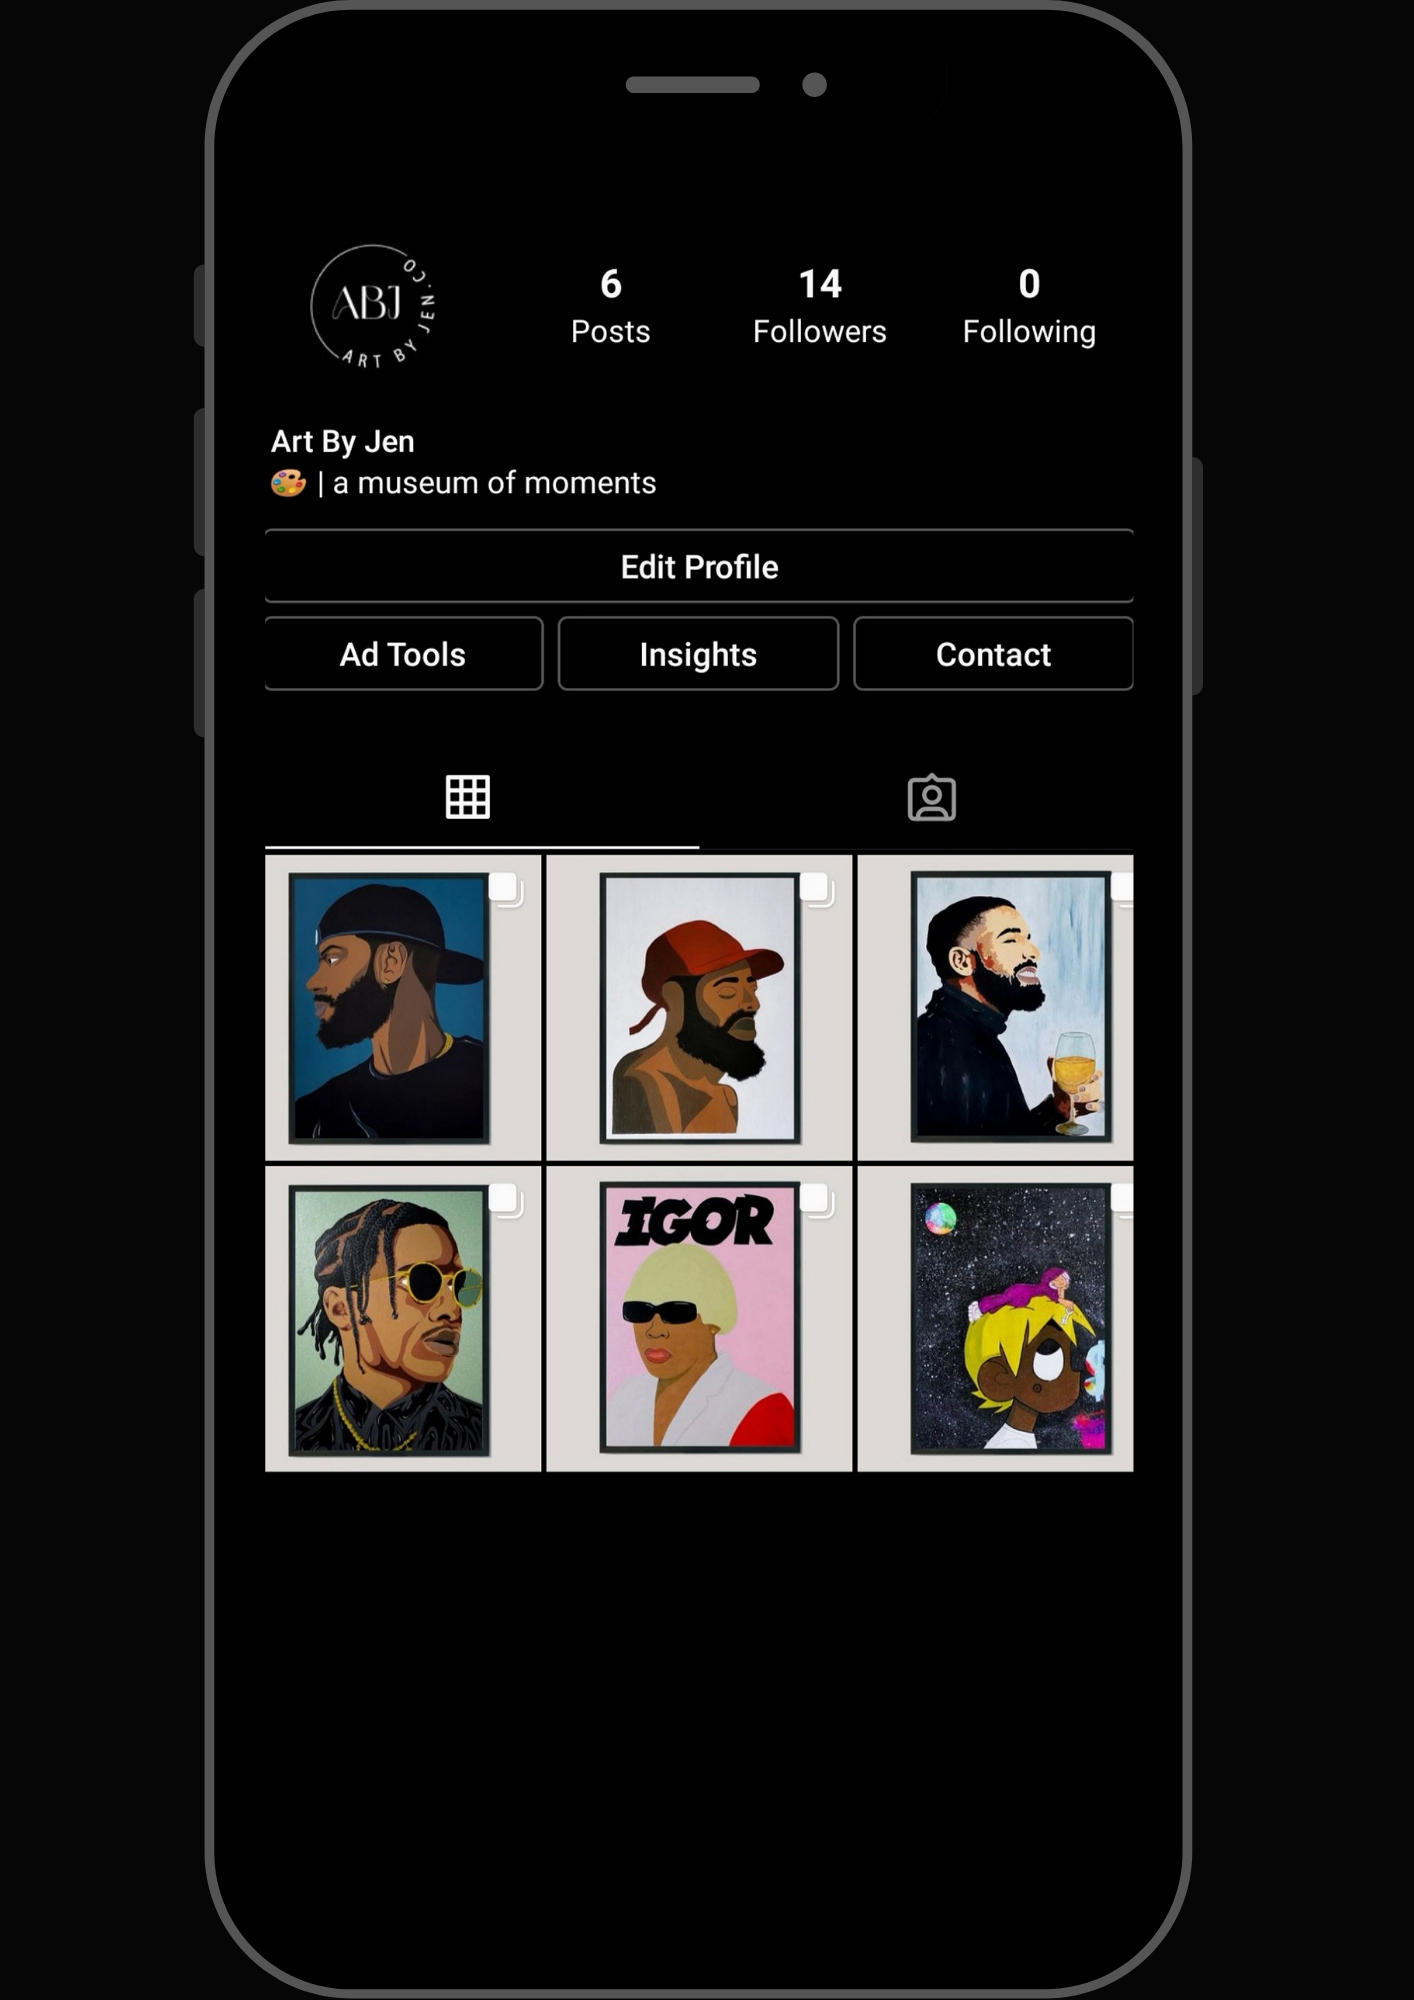 ABJ
ART BY JEN.CO
6
Posts
14
Followers
0
Following
Art By Jen
🎨 | a museum of moments
Edit Profile
Ad Tools
Insights
Contact
IGOR